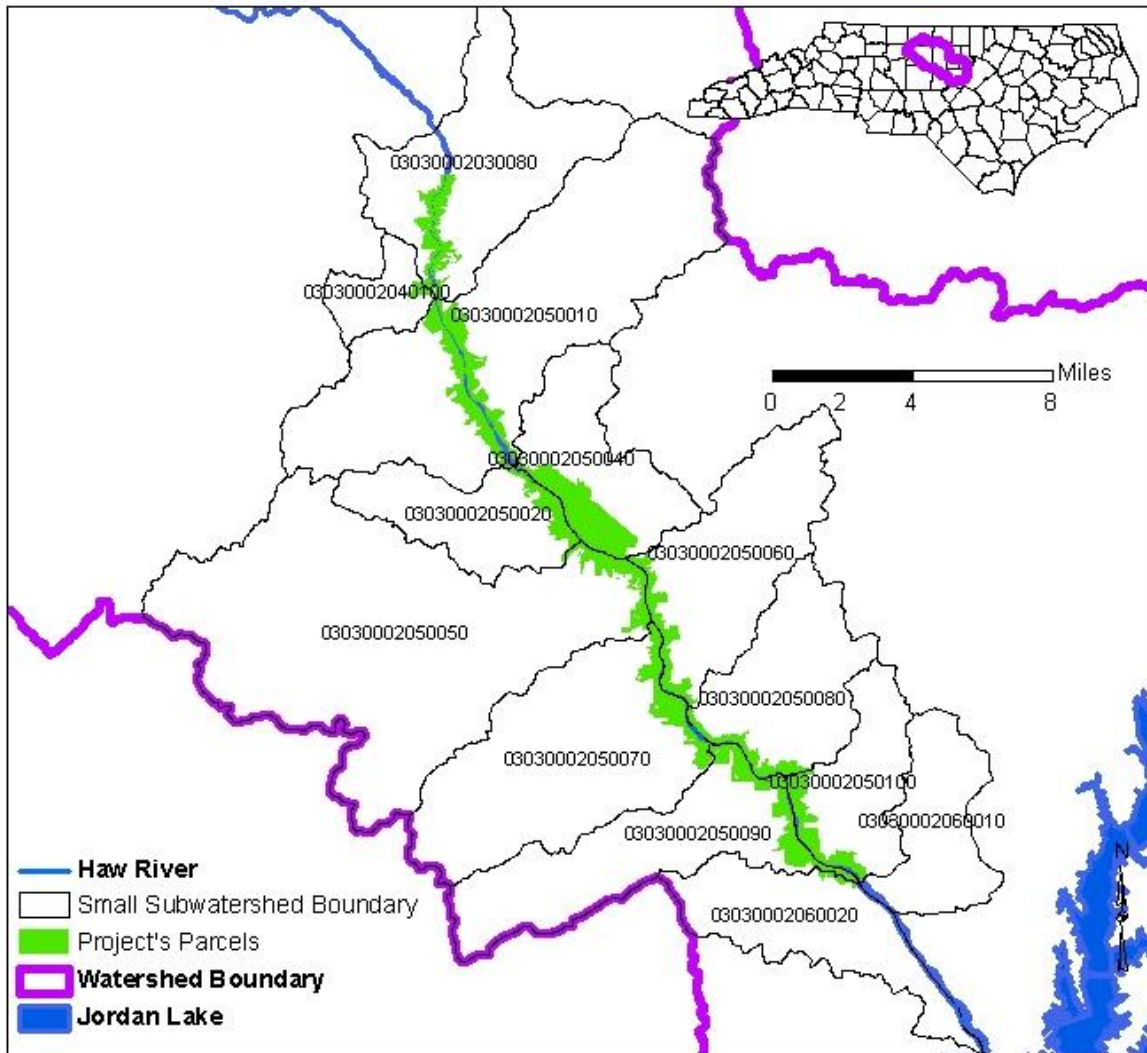 03030002030080
03030002040100
03030002050010
Miles
0 2 4 8
03030002050040
03030002050020
03030002050060
03030002050050
03030002050080
03030002050070
03030002050100
03030002060010
03030002050090
03030002060020
N
Haw River
Small Subwatershed Boundary
Project's Parcels
Watershed Boundary
Jordan Lake